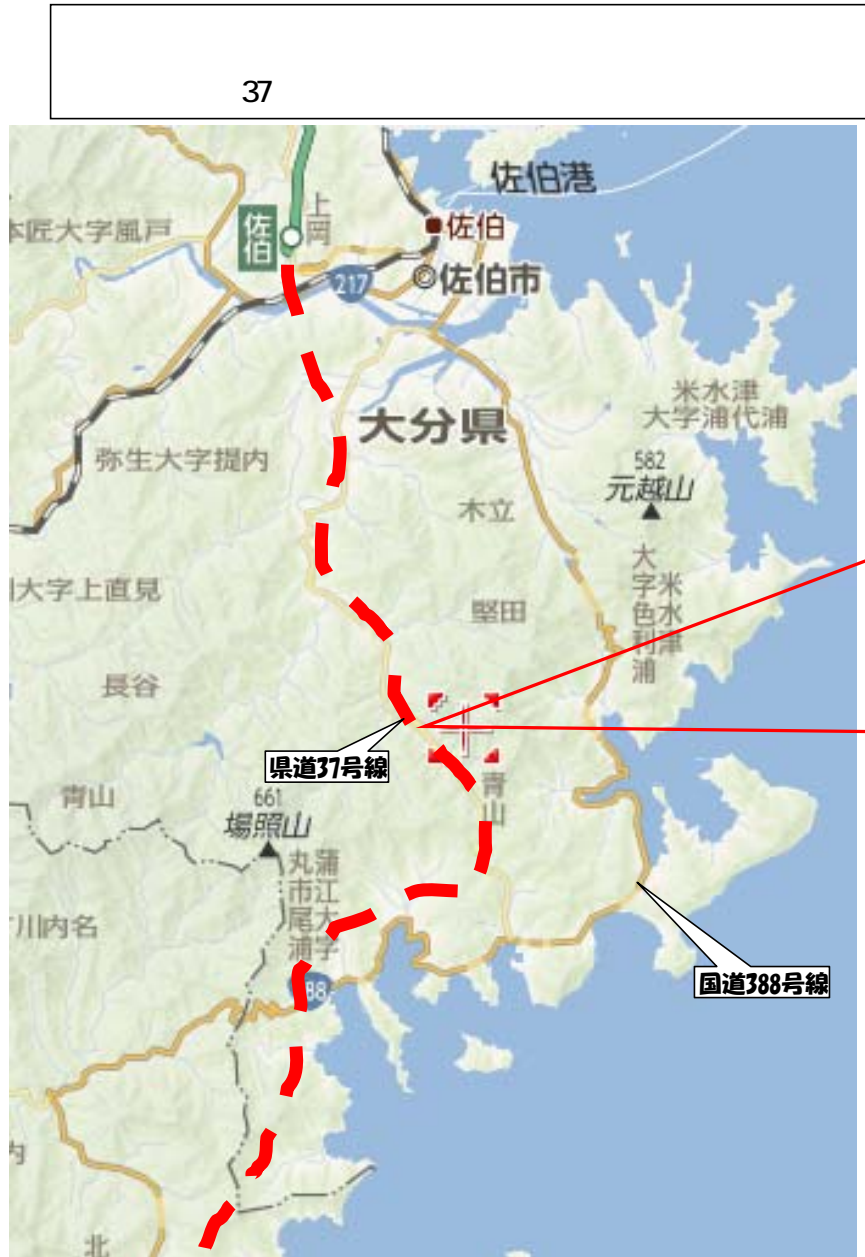 37
佐伯港
上岡
佐伯
佐伯
本匠大字風戸
217
佐伯市
米水津
大字浦代浦
大分県
582
元越山
弥生大字提内
木立
米水津
大字色利浦
大字上直見
堅田
長谷
県道37号線
青山
青山
661
場照山
蒲江大字
丸市尾浦
川内名
88
国道388号線
内
北